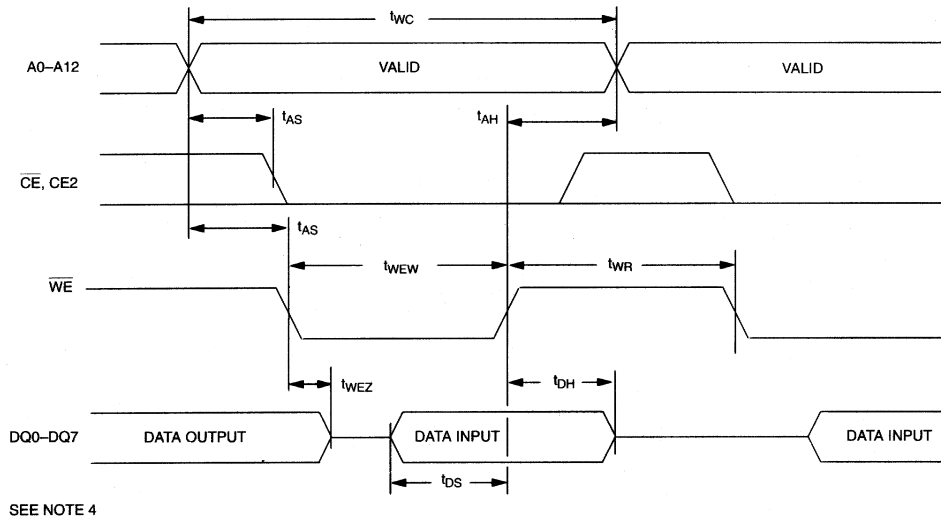 tWC
A0–A12 VALID VALID
tAS tAH
CE, CE2
tAS
tWEW tWR
WE
tWEZ tDH
DQ0–DQ7 DATA OUTPUT DATA INPUT DATA INPUT
tDS
SEE NOTE 4